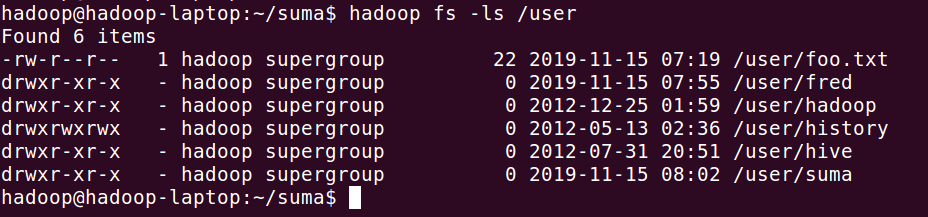 hadoop@hadoop-laptop:~/suma$ hadoop fs -ls /user
Found 6 items
-rw-r--r--   1 hadoop supergroup         22 2019-11-15 07:19 /user/foo.txt
drwxr-xr-x   - hadoop supergroup          0 2019-11-15 07:55 /user/fred
drwxr-xr-x   - hadoop supergroup          0 2012-12-25 01:59 /user/hadoop
drwxrwxrwx   - hadoop supergroup          0 2012-05-13 02:36 /user/history
drwxr-xr-x   - hadoop supergroup          0 2012-07-31 20:51 /user/hive
drwxr-xr-x   - hadoop supergroup          0 2019-11-15 08:02 /user/suma
hadoop@hadoop-laptop:~/suma$